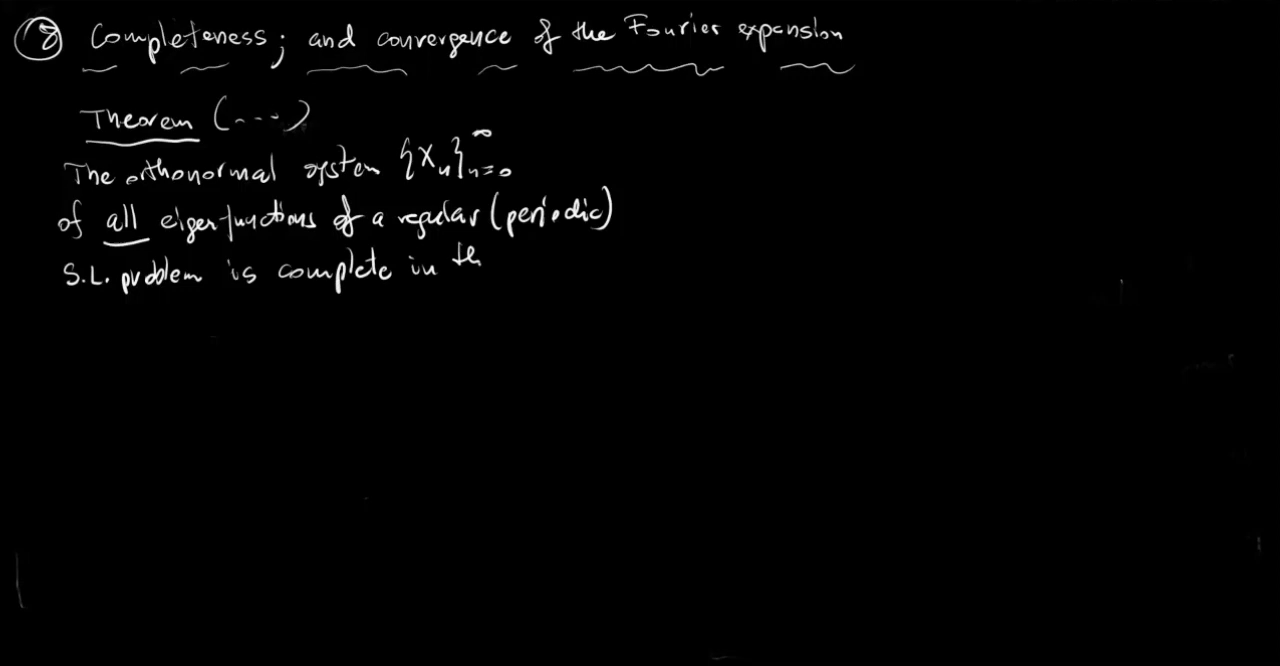 8 Completeness; and convergence of the Fourier expansion
Theorem (...)
The orthonormal system {X_n}_{n=0}^∞
of all eigenfunctions of a regular (periodic)
S.L. problem is complete in th